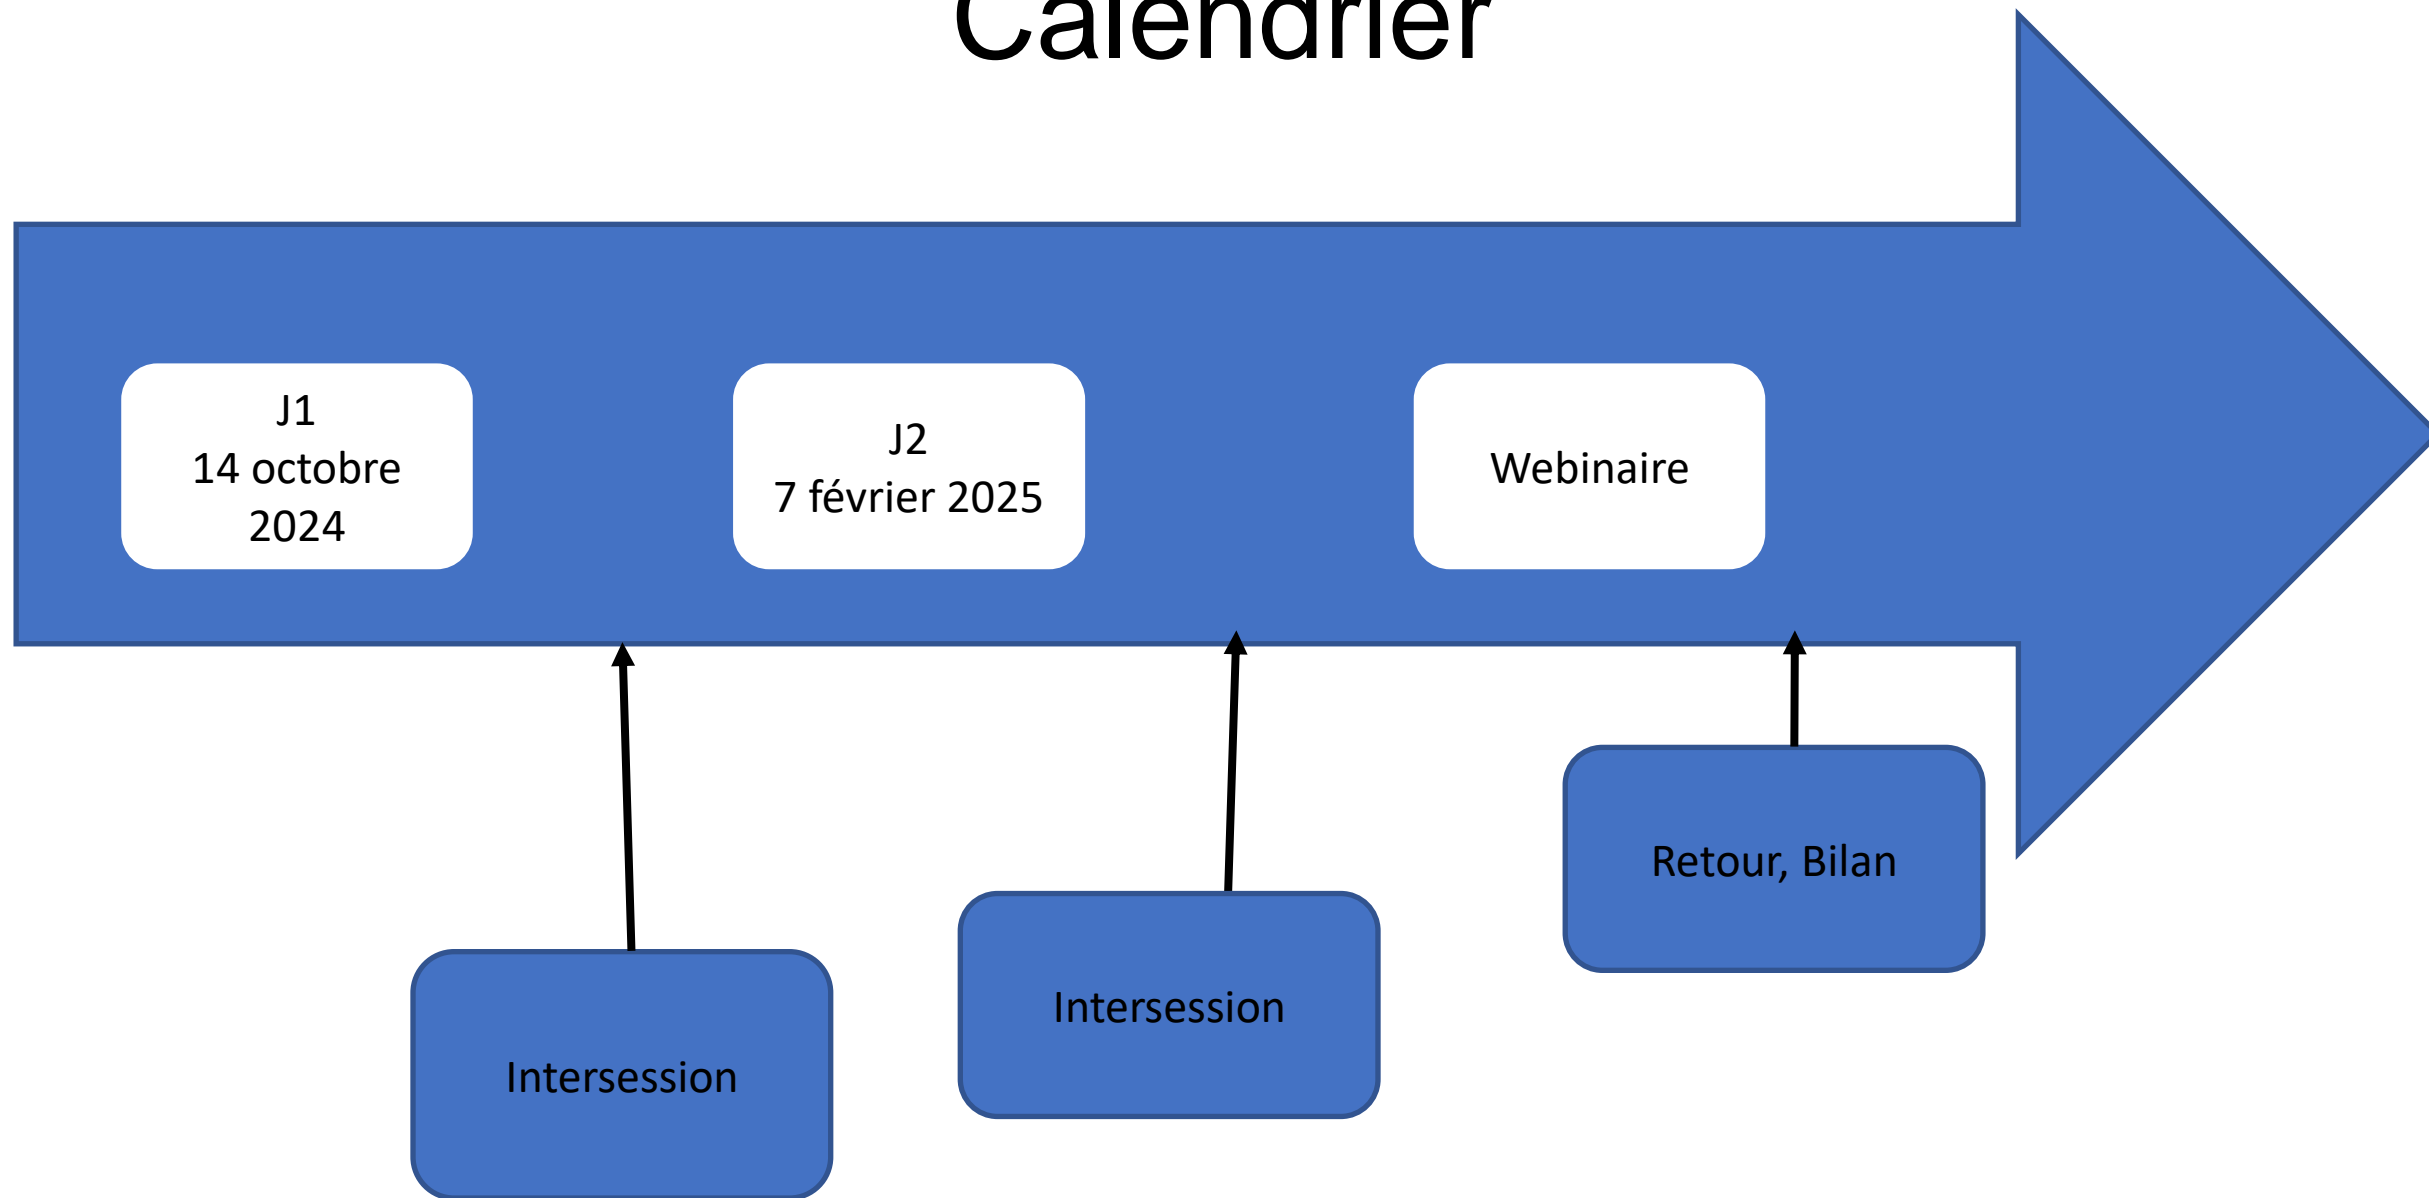 Calendrier
J1
14 octobre
2024
J2
7 février 2025
Webinaire
Retour, Bilan
Intersession
Intersession